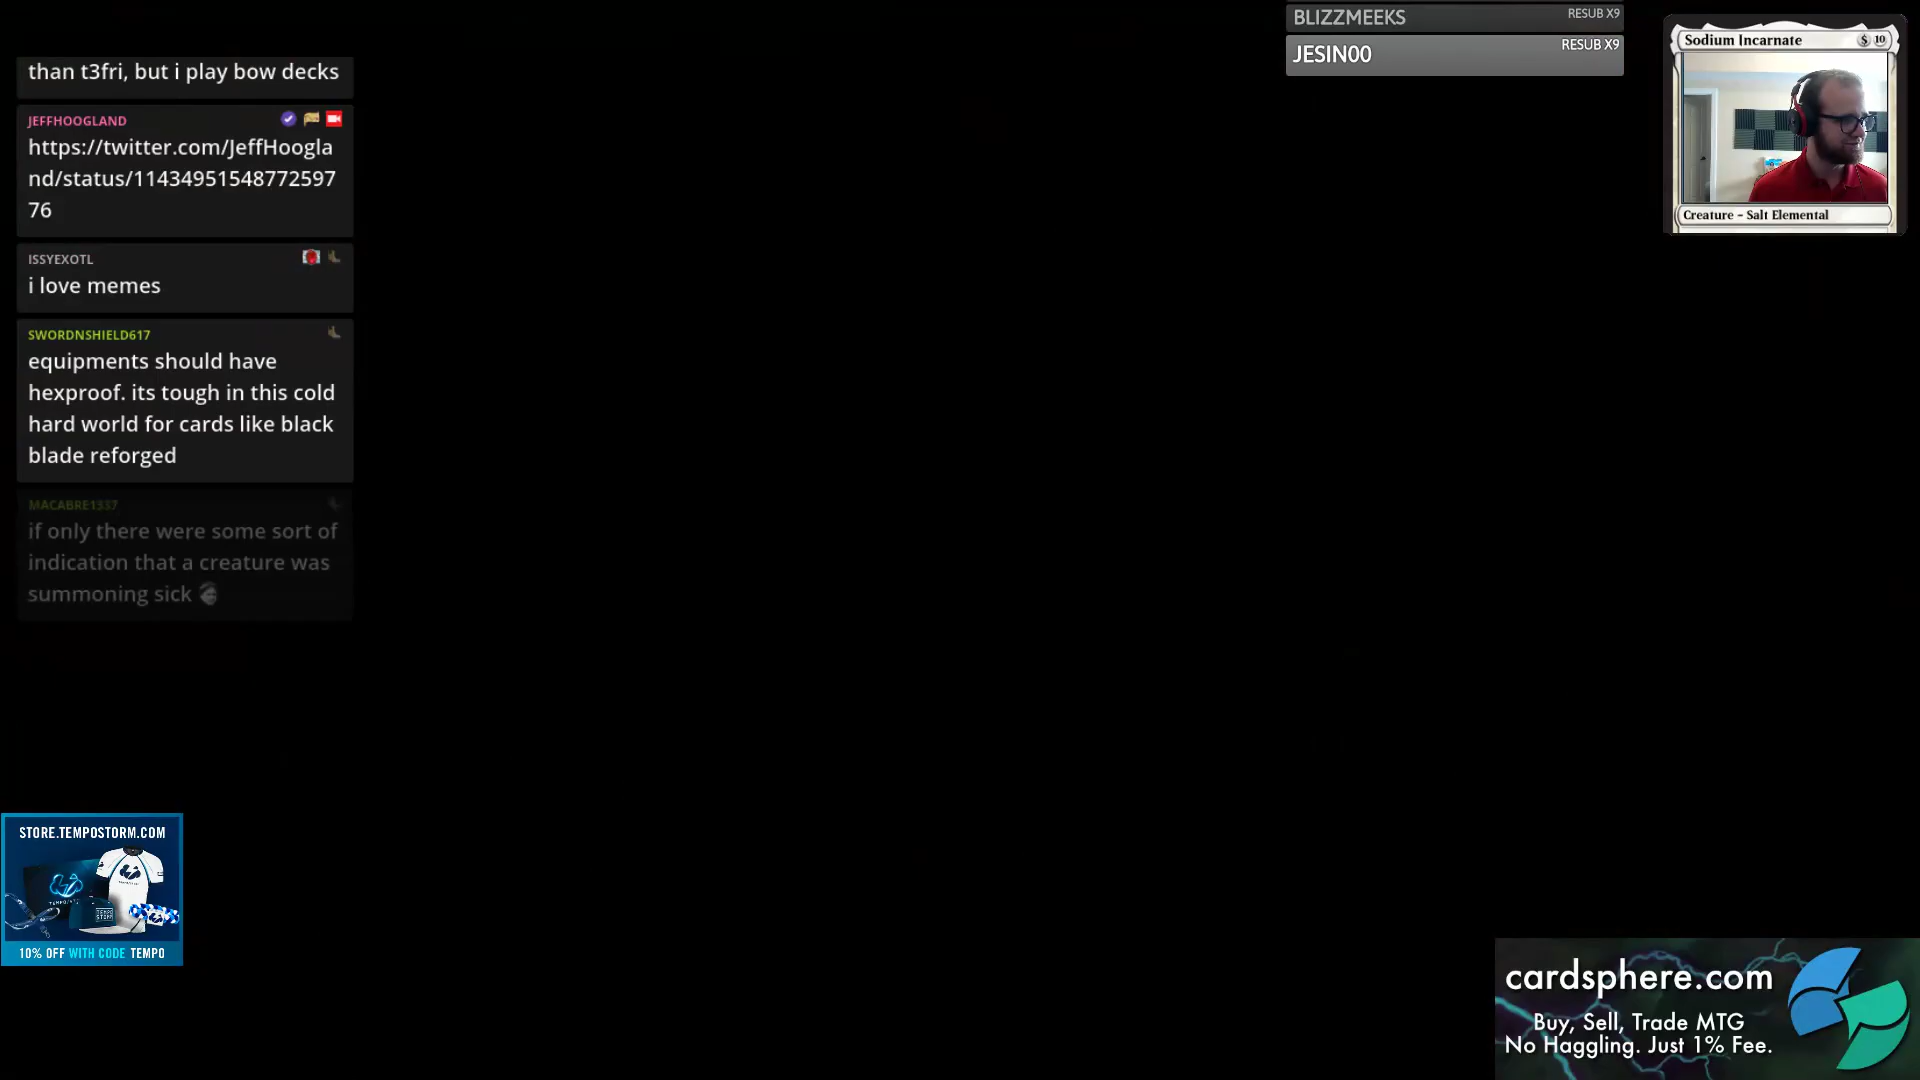 BLIZZMEEKS RESUB X9
JESIN00 RESUB X9
Sodium Incarnate $ 10
Creature – Salt Elemental
than t3fri, but i play bow decks
JEFFHOOGLAND
https://twitter.com/JeffHoogla
nd/status/11434951548772597
76
ISSYEXOTL
i love memes
SWORDNSHIELD617
equipments should have
hexproof. its tough in this cold
hard world for cards like black
blade reforged
MACABRE1337
if only there were some sort of
indication that a creature was
summoning sick
STORE.TEMPOSTORM.COM
10% OFF WITH CODE TEMPO
cardsphere.com
Buy, Sell, Trade MTG
No Haggling. Just 1% Fee.